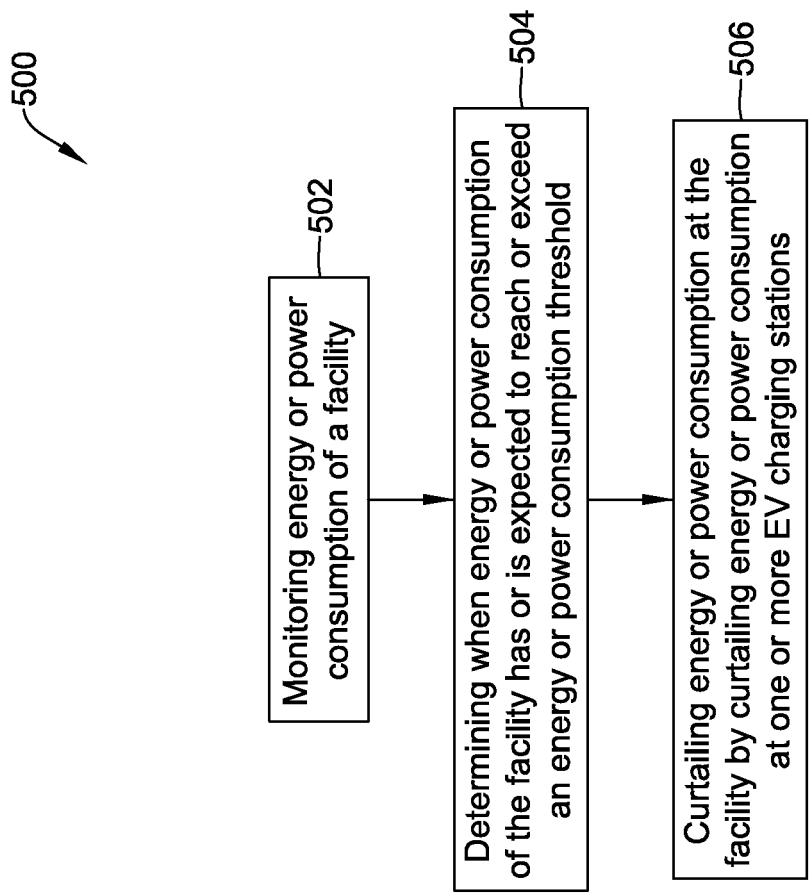 500
502
Monitoring energy or power
consumption of a facility
504
Determining when energy or power consumption
of the facility has or is expected to reach or exceed
an energy or power consumption threshold
506
Curtailing energy or power consumption at the
facility by curtailing energy or power consumption
at one or more EV charging stations